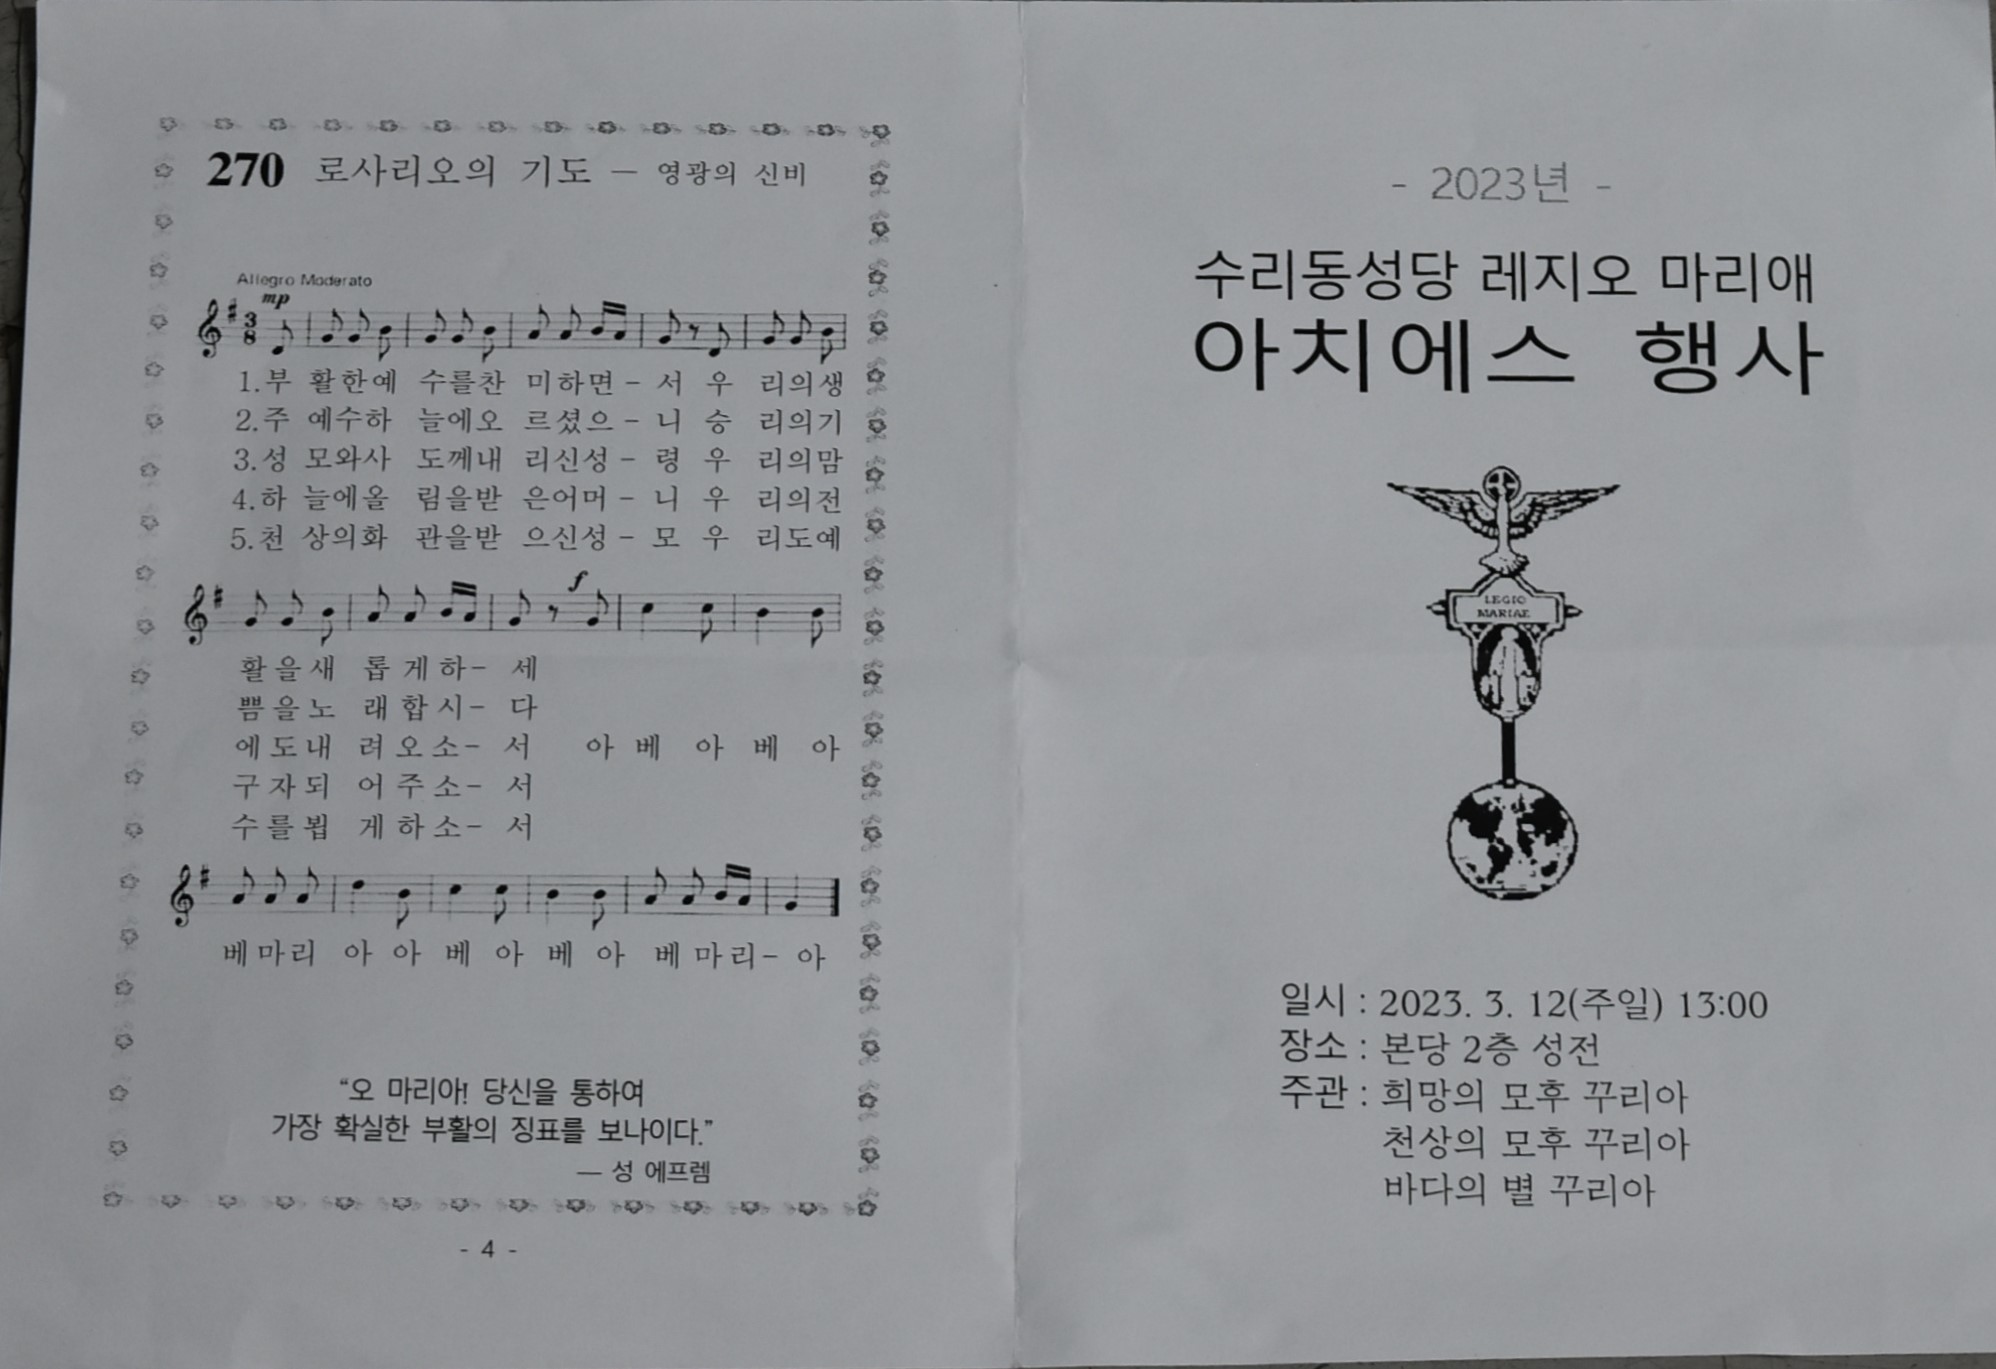 270 로사리오의 기도 – 영광의 신비
Allegro Moderato
mp
3
8
1.부 활한예 수를찬 미하면 - 서 우 리의생
2.주 예수하 늘에오 르셨으 - 니 승 리의기
3.성 모와사 도께내 리신성 - 령 우 리의맘
4.하 늘에올 림을받 은어머 - 니 우 리의전
5.천 상의화 관을받 으신성 - 모 우 리도예
f
활을새 롭게하 - 세
쁨을노 래합시 - 다
에도내 려오소 - 서 아 베 아 베 아
구자되 어주소 - 서
수를뵙 게하소 - 서
베마리 아 아 베 아 베 아 베마리 - 아
“오 마리아! 당신을 통하여
가장 확실한 부활의 징표를 보나이다.”
— 성 에프렘
- 4 -
- 2023년 -
수리동성당 레지오 마리애
아치에스 행사
LEGIO
MARIAE
일시 : 2023. 3. 12(주일) 13:00
장소 : 본당 2층 성전
주관 : 희망의 모후 꾸리아
천상의 모후 꾸리아
바다의 별 꾸리아